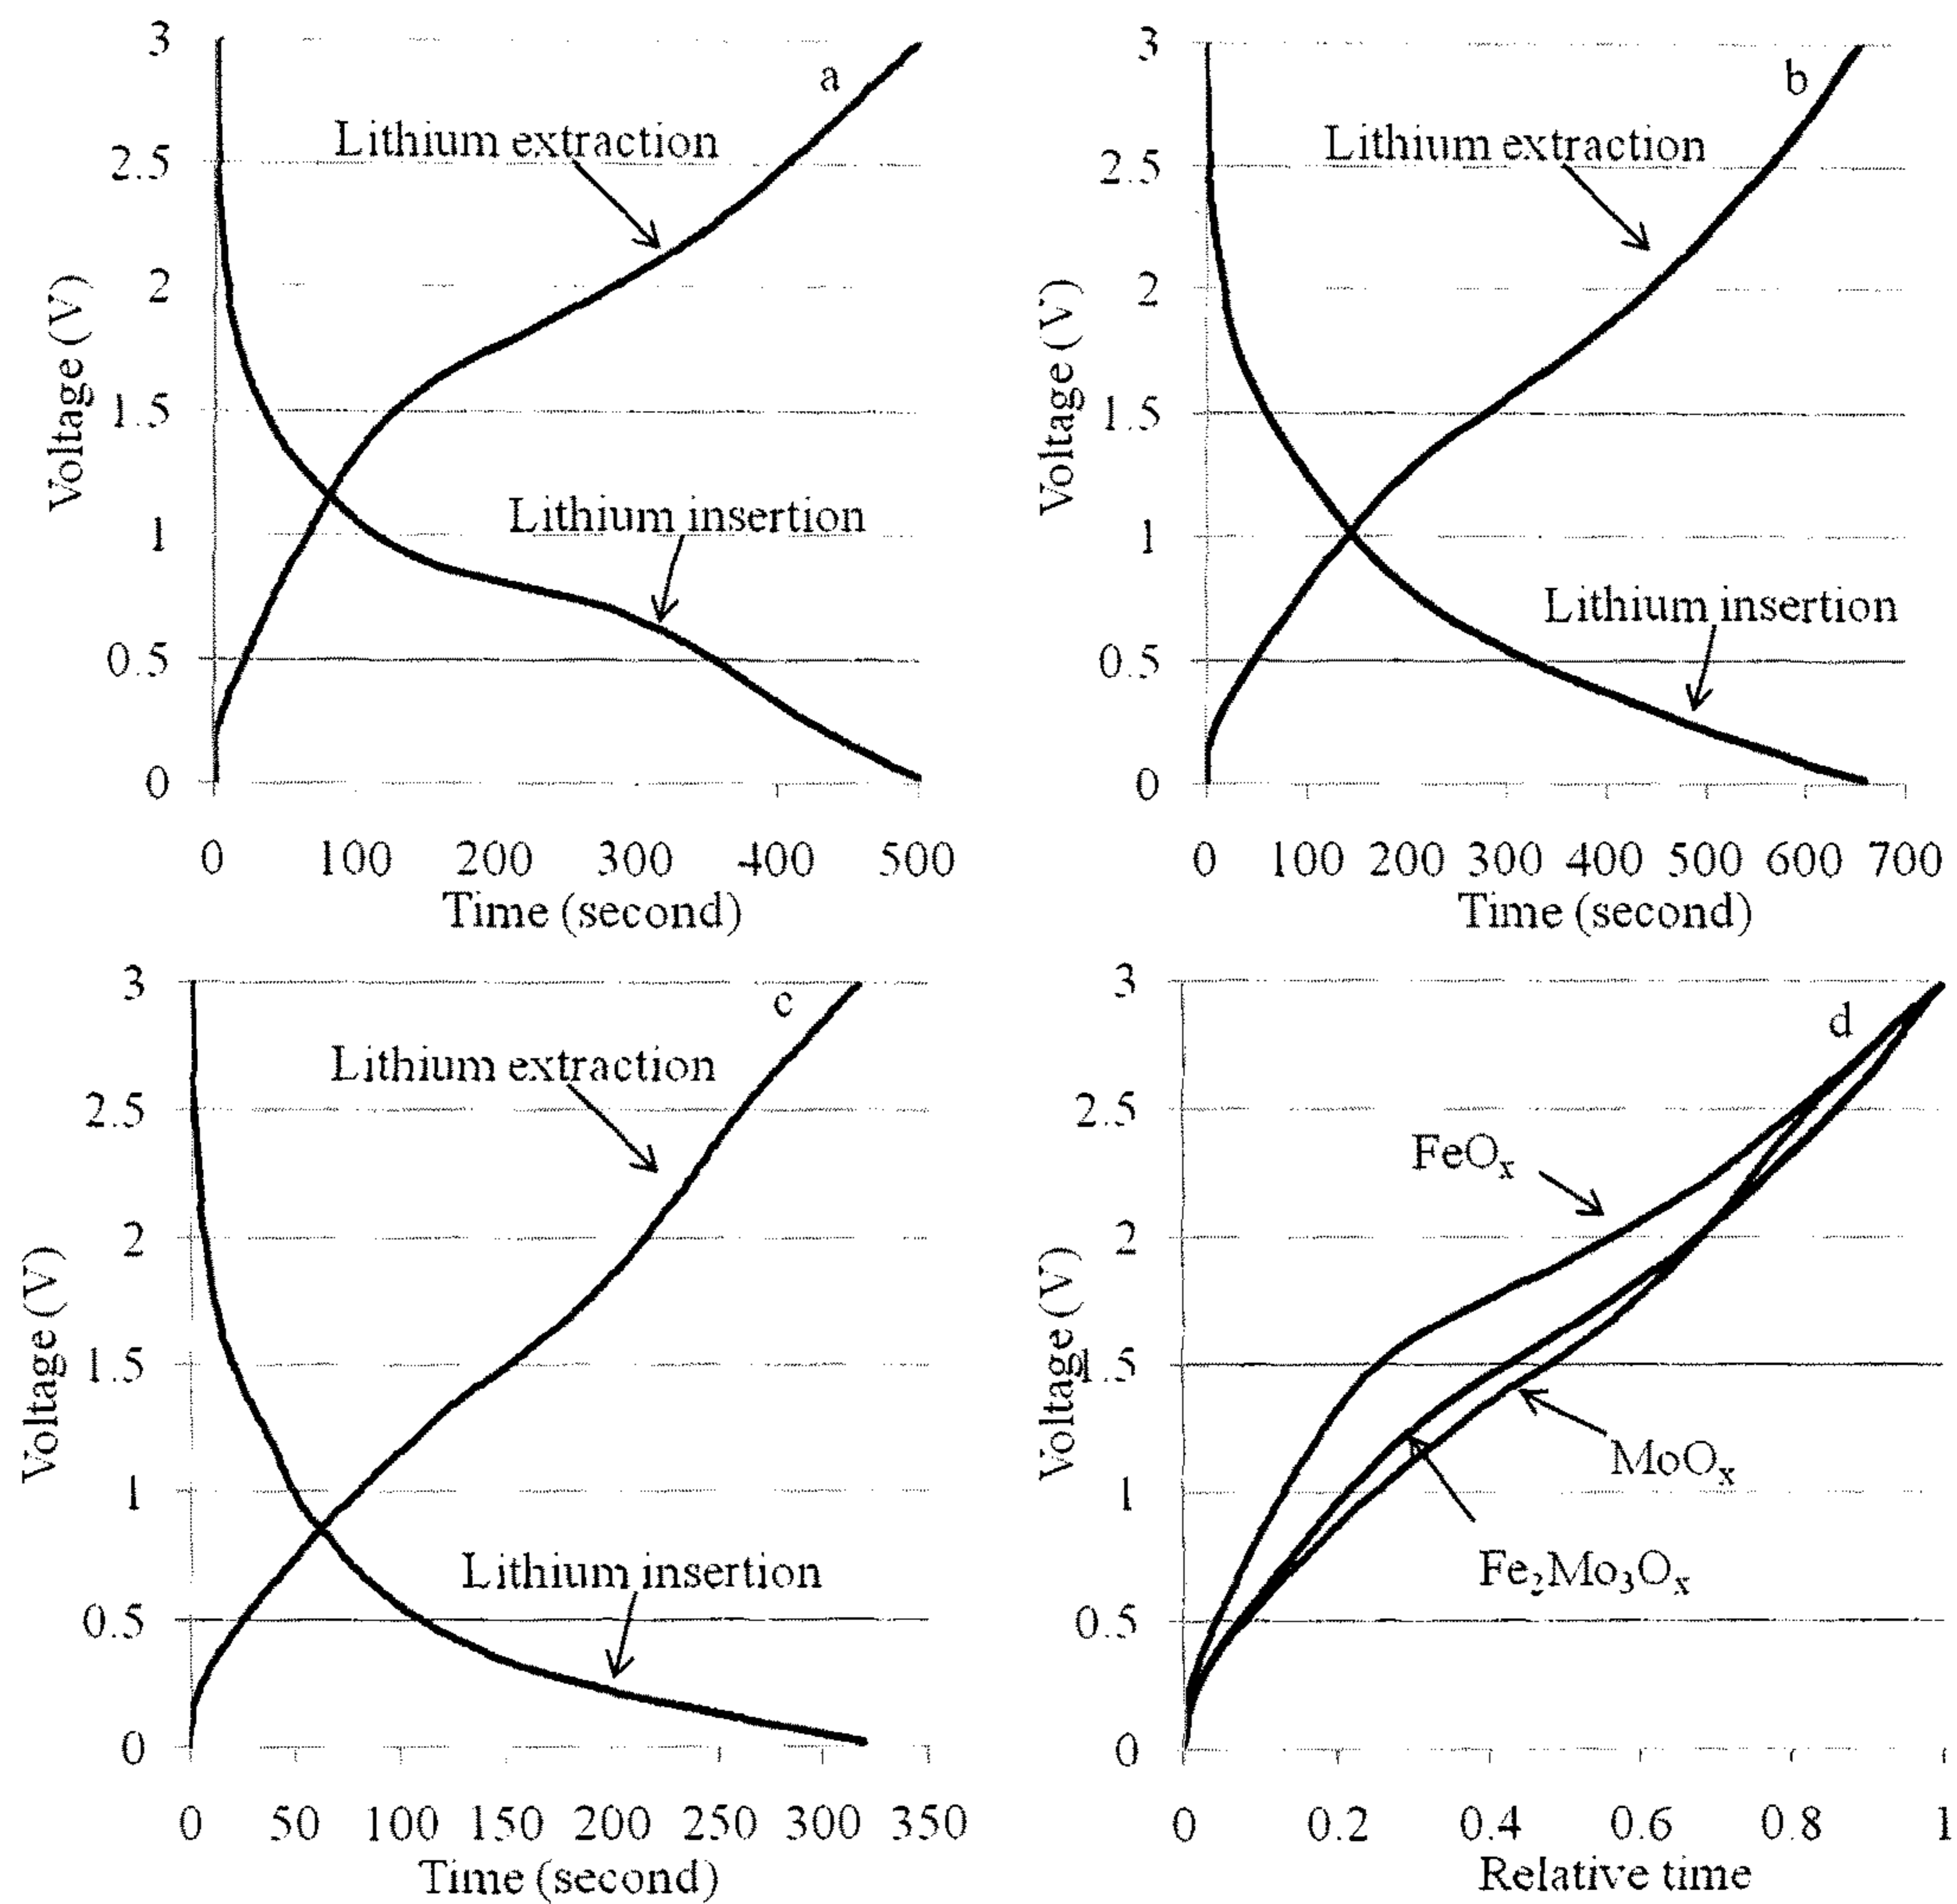 a
3
2.5
2
1.5
1
0.5
0
Voltage (V)
Lithium extraction
Lithium insertion
0 100 200 300 400 500
Time (second)
b
3
2.5
2
1.5
1
0.5
0
Voltage (V)
Lithium extraction
Lithium insertion
0 100 200 300 400 500 600 700
Time (second)
c
3
2.5
2
1.5
1
0.5
0
Voltage (V)
Lithium extraction
Lithium insertion
0 50 100 150 200 250 300 350
Time (second)
d
3
2.5
2
1.5
1
0.5
0
Voltage (V)
FeOₓ
MoOₓ
Fe₂Mo₃Oₓ
0 0.2 0.4 0.6 0.8 1
Relative time